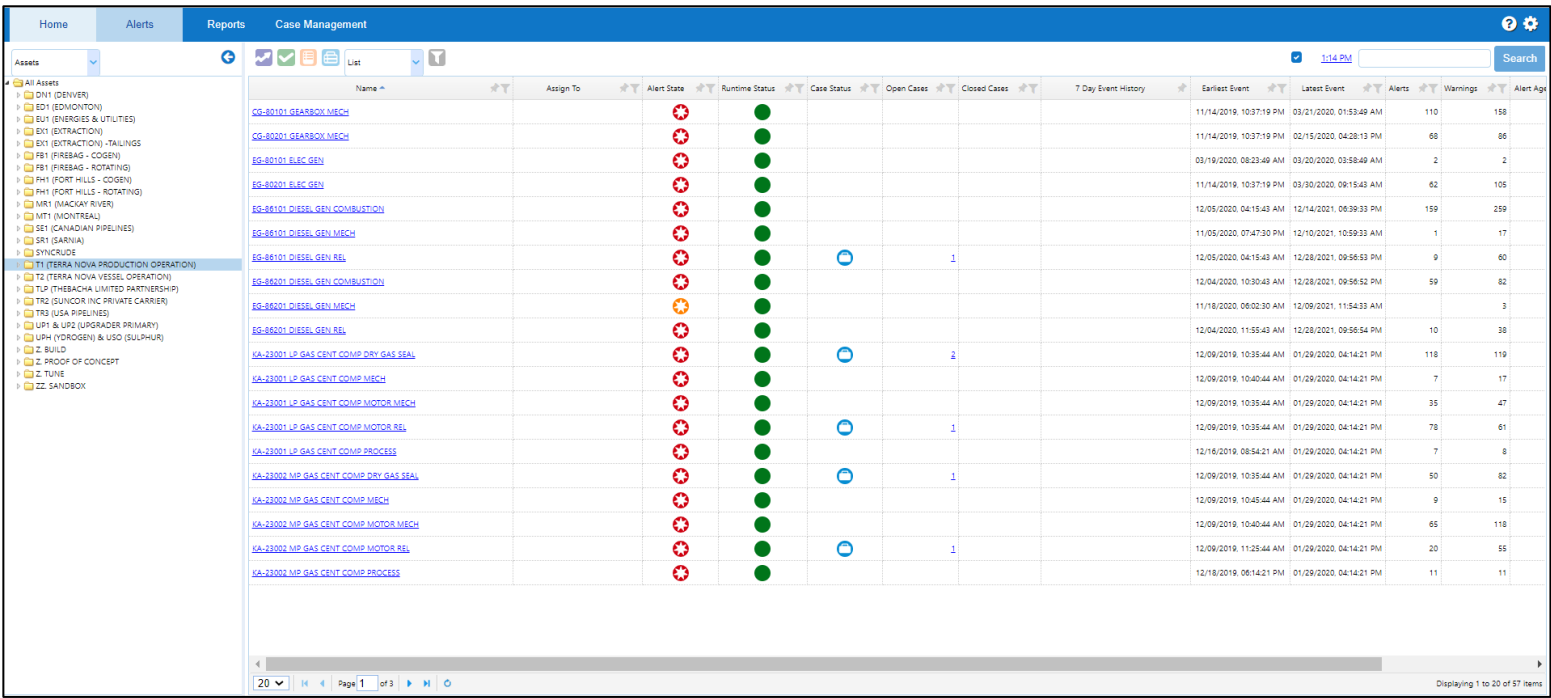 Home Alerts Reports Case Management
Assets List 1:14 PM Search
All Assets
DN1 (DENVER)
ED1 (EDMONTON)
EU1 (ENERGIES & UTILITIES)
EX1 (EXTRACTION)
EX1 (EXTRACTION) -TAILINGS
FB1 (FIREBAG - COGEN)
FB1 (FIREBAG - ROTATING)
FH1 (FORT HILLS - COGEN)
FH1 (FORT HILLS - ROTATING)
MR1 (MACKAY RIVER)
MT1 (MONTREAL)
SE1 (CANADIAN PIPELINES)
SR1 (SARNIA)
SYNCRUDE
T1 (TERRA NOVA PRODUCTION OPERATION)
T2 (TERRA NOVA VESSEL OPERATION)
TLP (THEBACHA LIMITED PARTNERSHIP)
TR2 (SUNCOR INC PRIVATE CARRIER)
TR3 (USA PIPELINES)
UP1 & UP2 (UPGRADER PRIMARY)
UPH (YDROGEN) & USO (SULPHUR)
Z. BUILD
Z. PROOF OF CONCEPT
Z. TUNE
ZZ. SANDBOX
Name Assign To Alert State Runtime Status Case Status Open Cases Closed Cases 7 Day Event History Earliest Event Latest Event Alerts Warnings Alert Age
CG-80101 GEARBOX MECH 11/14/2019, 10:37:19 PM 03/21/2020, 01:53:49 AM 110 158
CG-80201 GEARBOX MECH 11/14/2019, 10:37:19 PM 02/15/2020, 04:28:13 PM 68 86
EG-80101 ELEC GEN 03/19/2020, 08:23:49 AM 03/20/2020, 03:58:49 AM 2 2
EG-80201 ELEC GEN 11/14/2019, 10:37:19 PM 03/30/2020, 09:15:43 AM 62 105
EG-86101 DIESEL GEN COMBUSTION 12/05/2020, 04:15:43 AM 12/14/2021, 06:39:33 PM 159 259
EG-86101 DIESEL GEN MECH 11/05/2020, 07:47:30 PM 12/10/2021, 10:59:33 AM 1 17
EG-86101 DIESEL GEN REL 1 12/05/2020, 04:15:43 AM 12/28/2021, 09:56:53 PM 9 60
EG-86201 DIESEL GEN COMBUSTION 12/04/2020, 10:30:43 AM 12/28/2021, 09:56:52 PM 59 82
EG-86201 DIESEL GEN MECH 11/18/2020, 06:02:30 AM 12/09/2021, 11:54:33 AM 3
EG-86201 DIESEL GEN REL 12/04/2020, 11:55:43 AM 12/28/2021, 09:56:54 PM 10 38
KA-23001 LP GAS CENT COMP DRY GAS SEAL 2 12/09/2019, 10:35:44 AM 01/29/2020, 04:14:21 PM 118 119
KA-23001 LP GAS CENT COMP MECH 12/09/2019, 10:40:44 AM 01/29/2020, 04:14:21 PM 7 17
KA-23001 LP GAS CENT COMP MOTOR MECH 12/09/2019, 10:35:44 AM 01/29/2020, 04:14:21 PM 35 47
KA-23001 LP GAS CENT COMP MOTOR REL 1 12/09/2019, 10:35:44 AM 01/29/2020, 04:14:21 PM 78 61
KA-23001 LP GAS CENT COMP PROCESS 12/16/2019, 08:54:21 AM 01/29/2020, 04:14:21 PM 7 8
KA-23002 MP GAS CENT COMP DRY GAS SEAL 1 12/09/2019, 10:35:44 AM 01/29/2020, 04:14:21 PM 50 82
KA-23002 MP GAS CENT COMP MECH 12/09/2019, 10:45:44 AM 01/29/2020, 04:14:21 PM 9 15
KA-23002 MP GAS CENT COMP MOTOR MECH 12/09/2019, 10:40:44 AM 01/29/2020, 04:14:21 PM 65 118
KA-23002 MP GAS CENT COMP MOTOR REL 1 12/09/2019, 11:25:44 AM 01/29/2020, 04:14:21 PM 20 55
KA-23002 MP GAS CENT COMP PROCESS 12/18/2019, 06:14:21 PM 01/29/2020, 04:14:21 PM 11 11
20 Page 1 of 3 Displaying 1 to 20 of 57 items